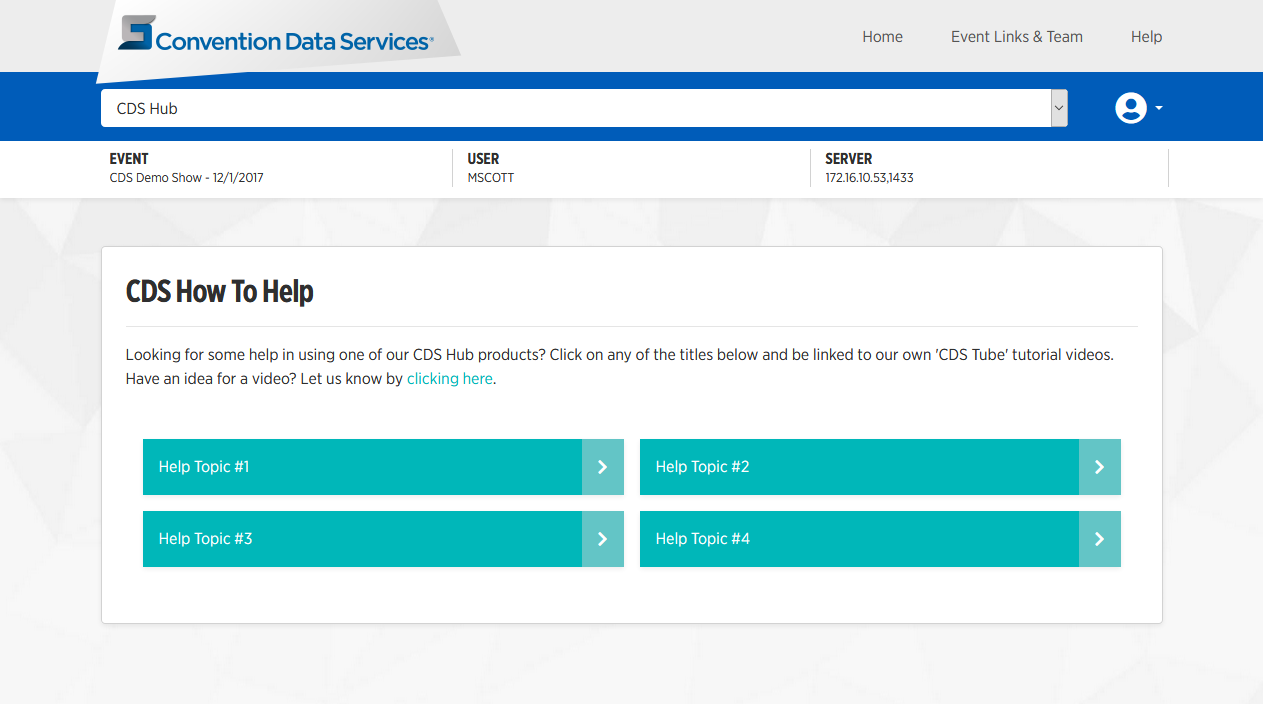 Convention Data Services®
Home
Event Links & Team
Help
CDS Hub
EVENT
CDS Demo Show - 12/1/2017
USER
MSCOTT
SERVER
172.16.10.53,1433
CDS How To Help
Looking for some help in using one of our CDS Hub products? Click on any of the titles below and be linked to our own 'CDS Tube' tutorial videos.
Have an idea for a video? Let us know by clicking here.
Help Topic #1
Help Topic #2
Help Topic #3
Help Topic #4